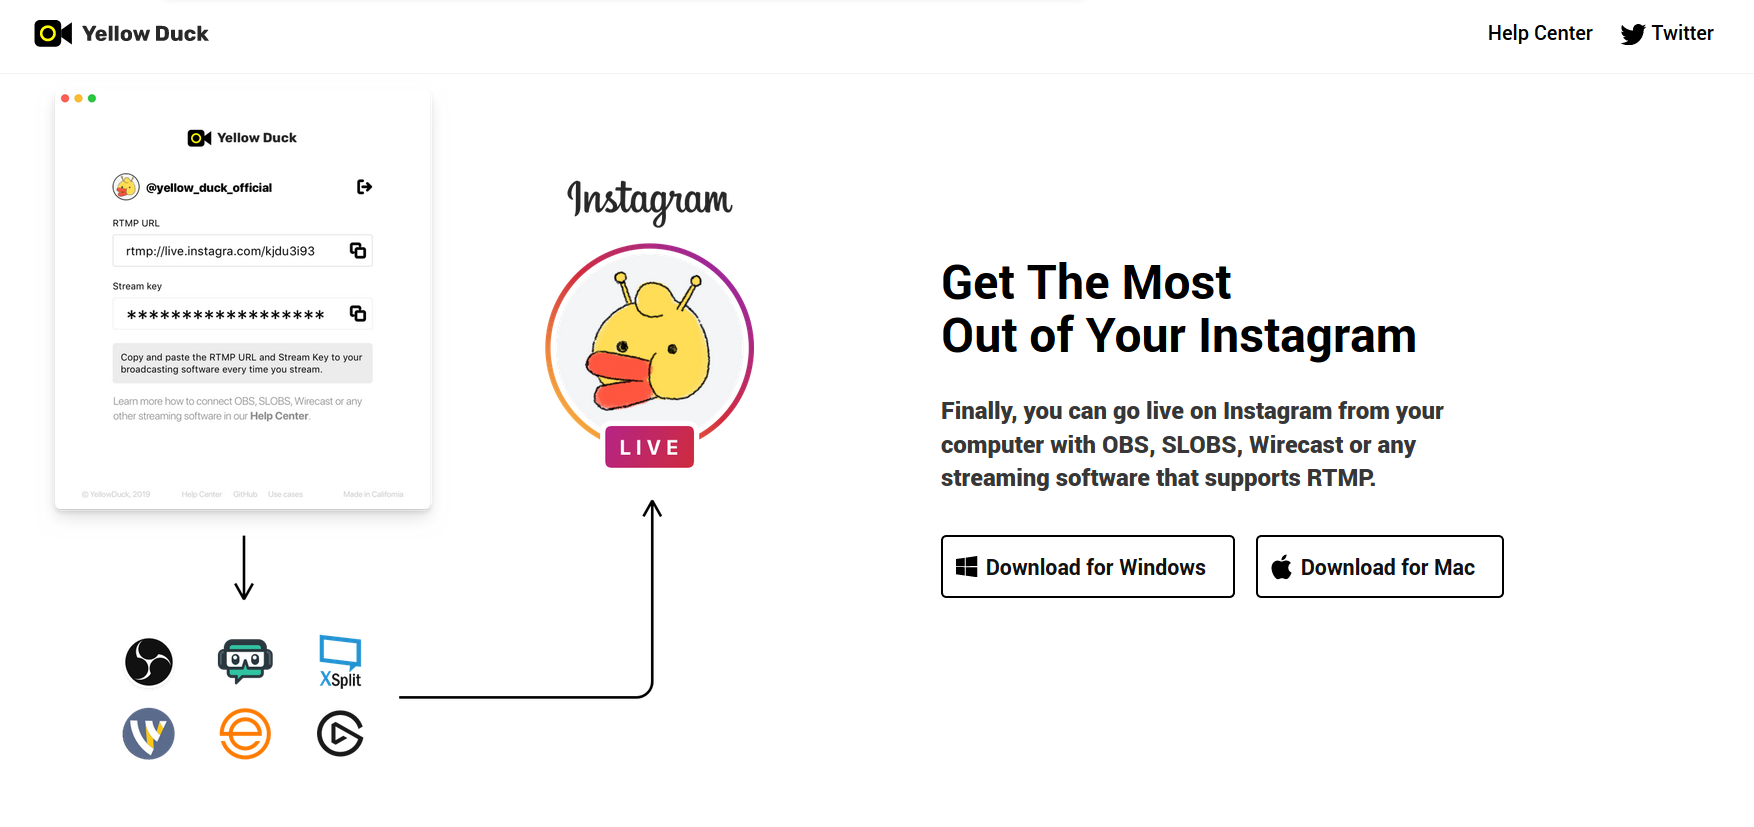 Yellow Duck
Help Center
Twitter
Yellow Duck
@yellow_duck_official
RTMP URL
rtmp://live.instagra.com/kjdu3i93
Stream key
******************
Copy and paste the RTMP URL and Stream Key to your
broadcasting software every time you stream.
Learn more how to connect OBS, SLOBS, Wirecast or any
other streaming software in our Help Center.
© YellowDuck, 2019
Help Center
GitHub
Use cases
Made in California
Instagram
LIVE
XSplit
Get The Most
Out of Your Instagram
Finally, you can go live on Instagram from your
computer with OBS, SLOBS, Wirecast or any
streaming software that supports RTMP.
Download for Windows
Download for Mac